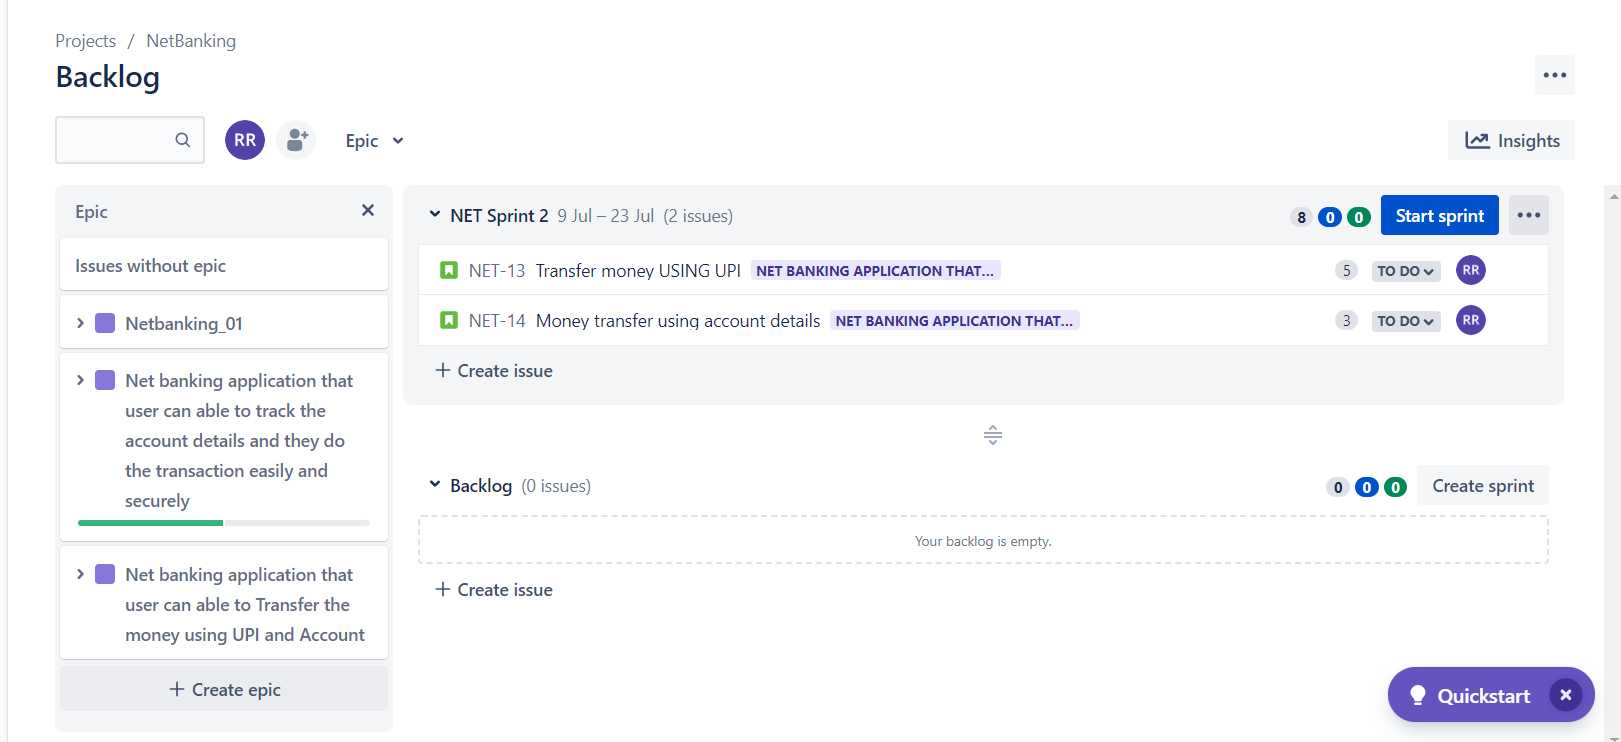 Projects / NetBanking
Backlog
RR
Epic
Insights
Epic
Issues without epic
Netbanking_01
Net banking application that
user can able to track the
account details and they do
the transaction easily and
securely
Net banking application that
user can able to Transfer the
money using UPI and Account
Create epic
NET Sprint 2 9 Jul – 23 Jul (2 issues) 8 0 0 Start sprint
NET-13 Transfer money USING UPI NET BANKING APPLICATION THAT... 5 TO DO RR
NET-14 Money transfer using account details NET BANKING APPLICATION THAT... 3 TO DO RR
Create issue
Backlog (0 issues) 0 0 0 Create sprint
Your backlog is empty.
Create issue
Quickstart